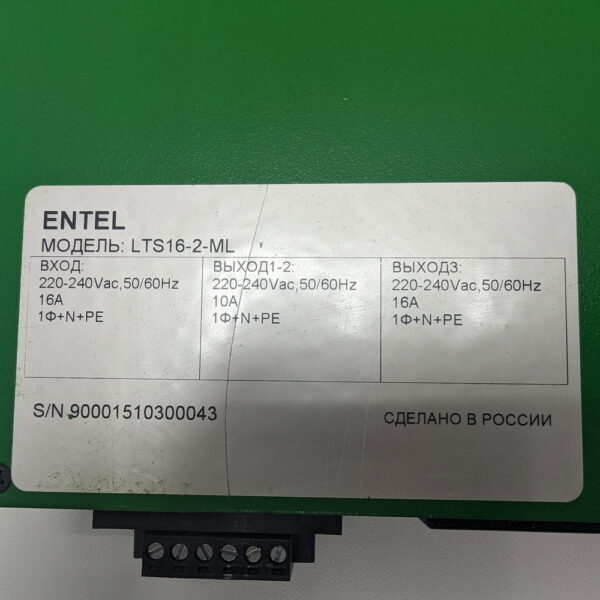 ENTEL
МОДЕЛЬ: LTS16-2-ML
ВХОД:
220-240Vac,50/60Hz
16A
1Ф+N+PE
ВЫХОД1-2:
220-240Vac,50/60Hz
10A
1Ф+N+PE
ВЫХОД3:
220-240Vac,50/60Hz
16A
1Ф+N+PE
S/N 90001510300043
СДЕЛАНО В РОССИИ